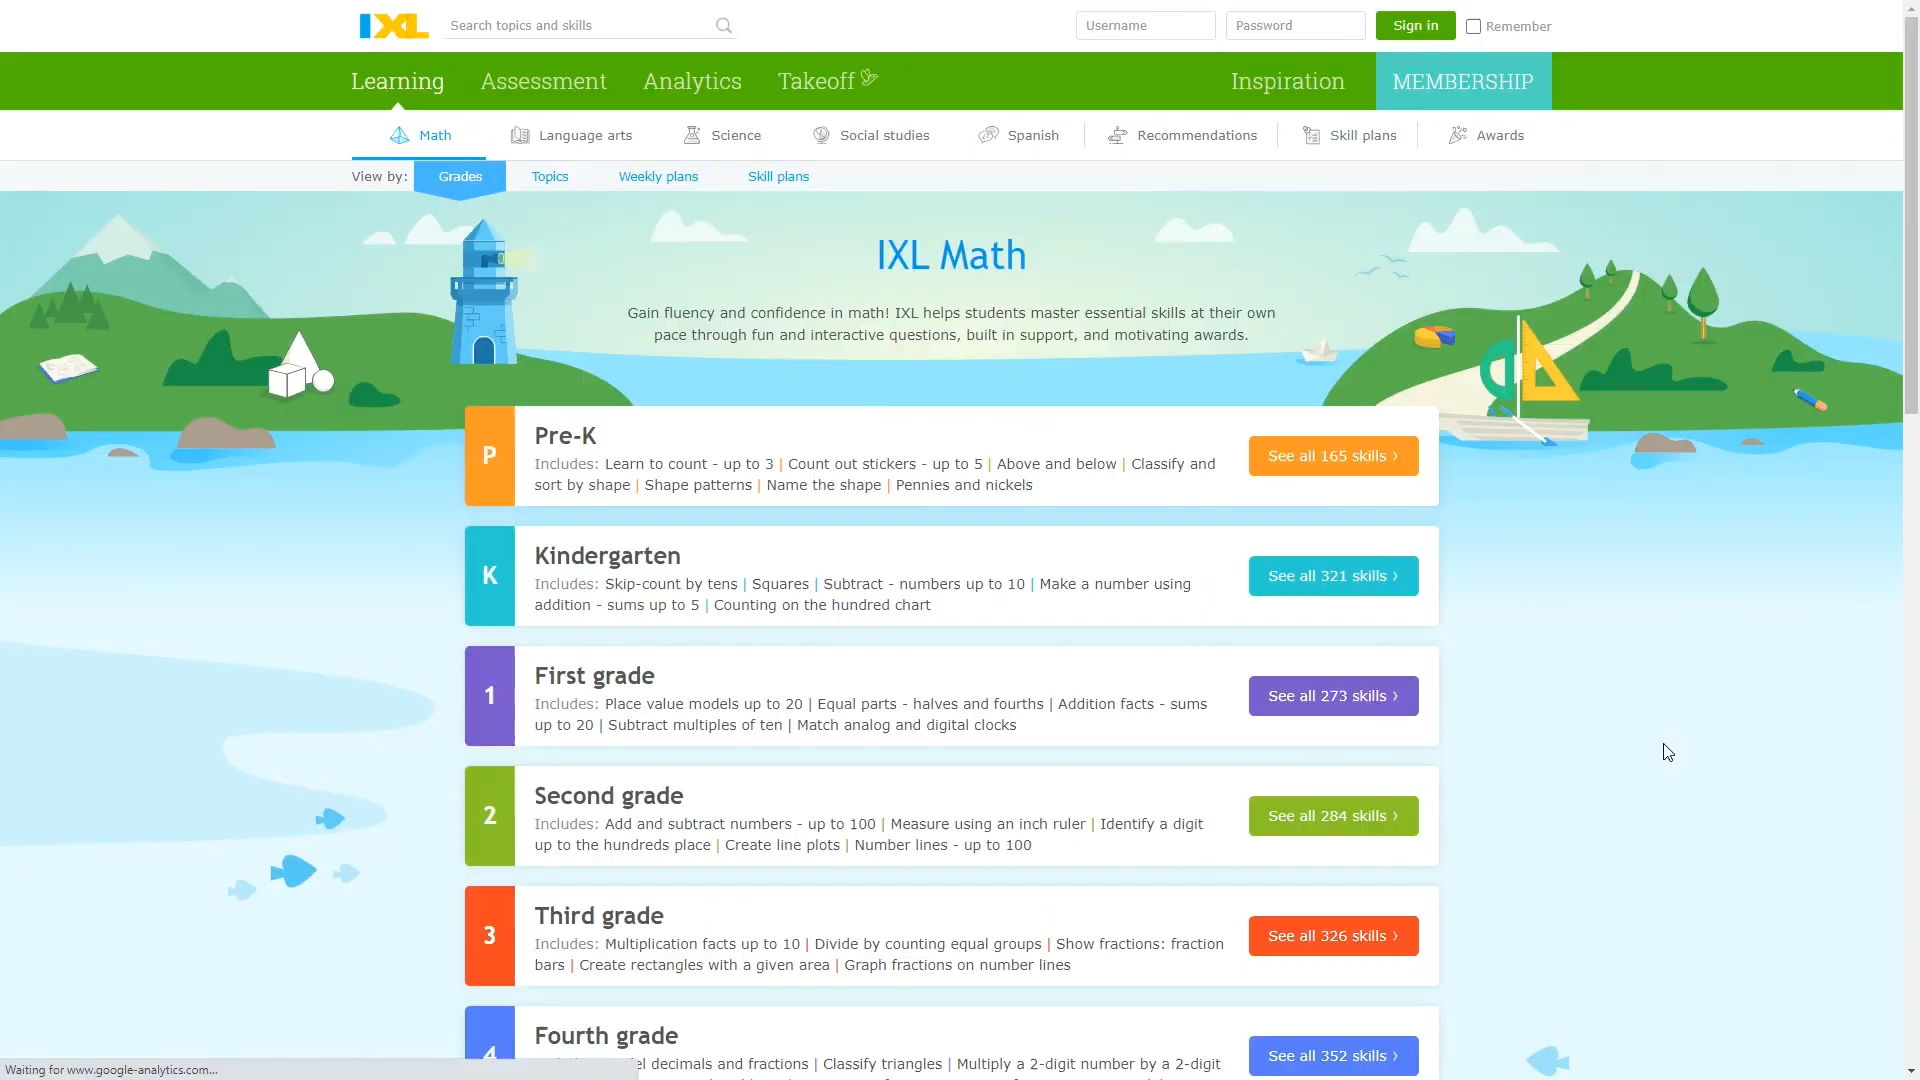 IXL
Search topics and skills
Username
Password
Sign in
Remember
Learning
Assessment
Analytics
Takeoff
Inspiration
MEMBERSHIP
Math
Language arts
Science
Social studies
Spanish
Recommendations
Skill plans
Awards
View by:
Grades
Topics
Weekly plans
Skill plans
IXL Math
Gain fluency and confidence in math! IXL helps students master essential skills at their own
pace through fun and interactive questions, built in support, and motivating awards.
P
Pre-K
Includes: Learn to count - up to 3 | Count out stickers - up to 5 | Above and below | Classify and
sort by shape | Shape patterns | Name the shape | Pennies and nickels
See all 165 skills ›
K
Kindergarten
Includes: Skip-count by tens | Squares | Subtract - numbers up to 10 | Make a number using
addition - sums up to 5 | Counting on the hundred chart
See all 321 skills ›
1
First grade
Includes: Place value models up to 20 | Equal parts - halves and fourths | Addition facts - sums
up to 20 | Subtract multiples of ten | Match analog and digital clocks
See all 273 skills ›
2
Second grade
Includes: Add and subtract numbers - up to 100 | Measure using an inch ruler | Identify a digit
up to the hundreds place | Create line plots | Number lines - up to 100
See all 284 skills ›
3
Third grade
Includes: Multiplication facts up to 10 | Divide by counting equal groups | Show fractions: fraction
bars | Create rectangles with a given area | Graph fractions on number lines
See all 326 skills ›
4
Fourth grade
decimals and fractions | Classify triangles | Multiply a 2-digit number by a 2-digit
See all 352 skills ›
Waiting for www.google-analytics.com...